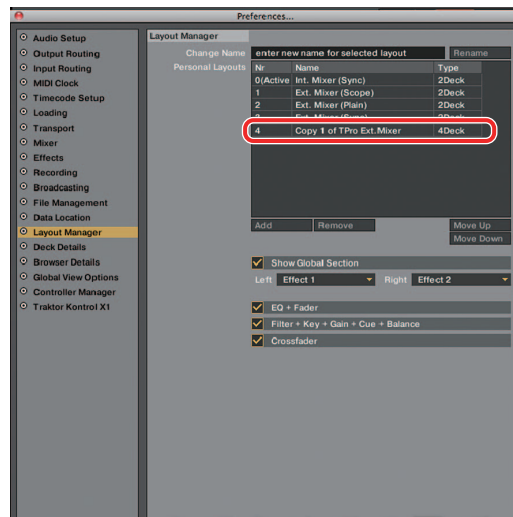 Preferences...
Audio Setup
Output Routing
Input Routing
MIDI Clock
Timecode Setup
Loading
Transport
Mixer
Effects
Recording
Broadcasting
File Management
Data Location
Layout Manager
Deck Details
Browser Details
Global View Options
Controller Manager
Traktor Kontrol X1
Layout Manager
Change Name enter new name for selected layout Rename
Personal Layouts Nr Name Type
0(Active Int. Mixer (Sync) 2Deck
1 Ext. Mixer (Scope) 2Deck
2 Ext. Mixer (Plain) 2Deck
4 Copy 1 of TPro Ext.Mixer 4Deck
Add Remove Move Up
Move Down
Show Global Section
Left Effect 1 Right Effect 2
EQ + Fader
Filter + Key + Gain + Cue + Balance
Crossfader